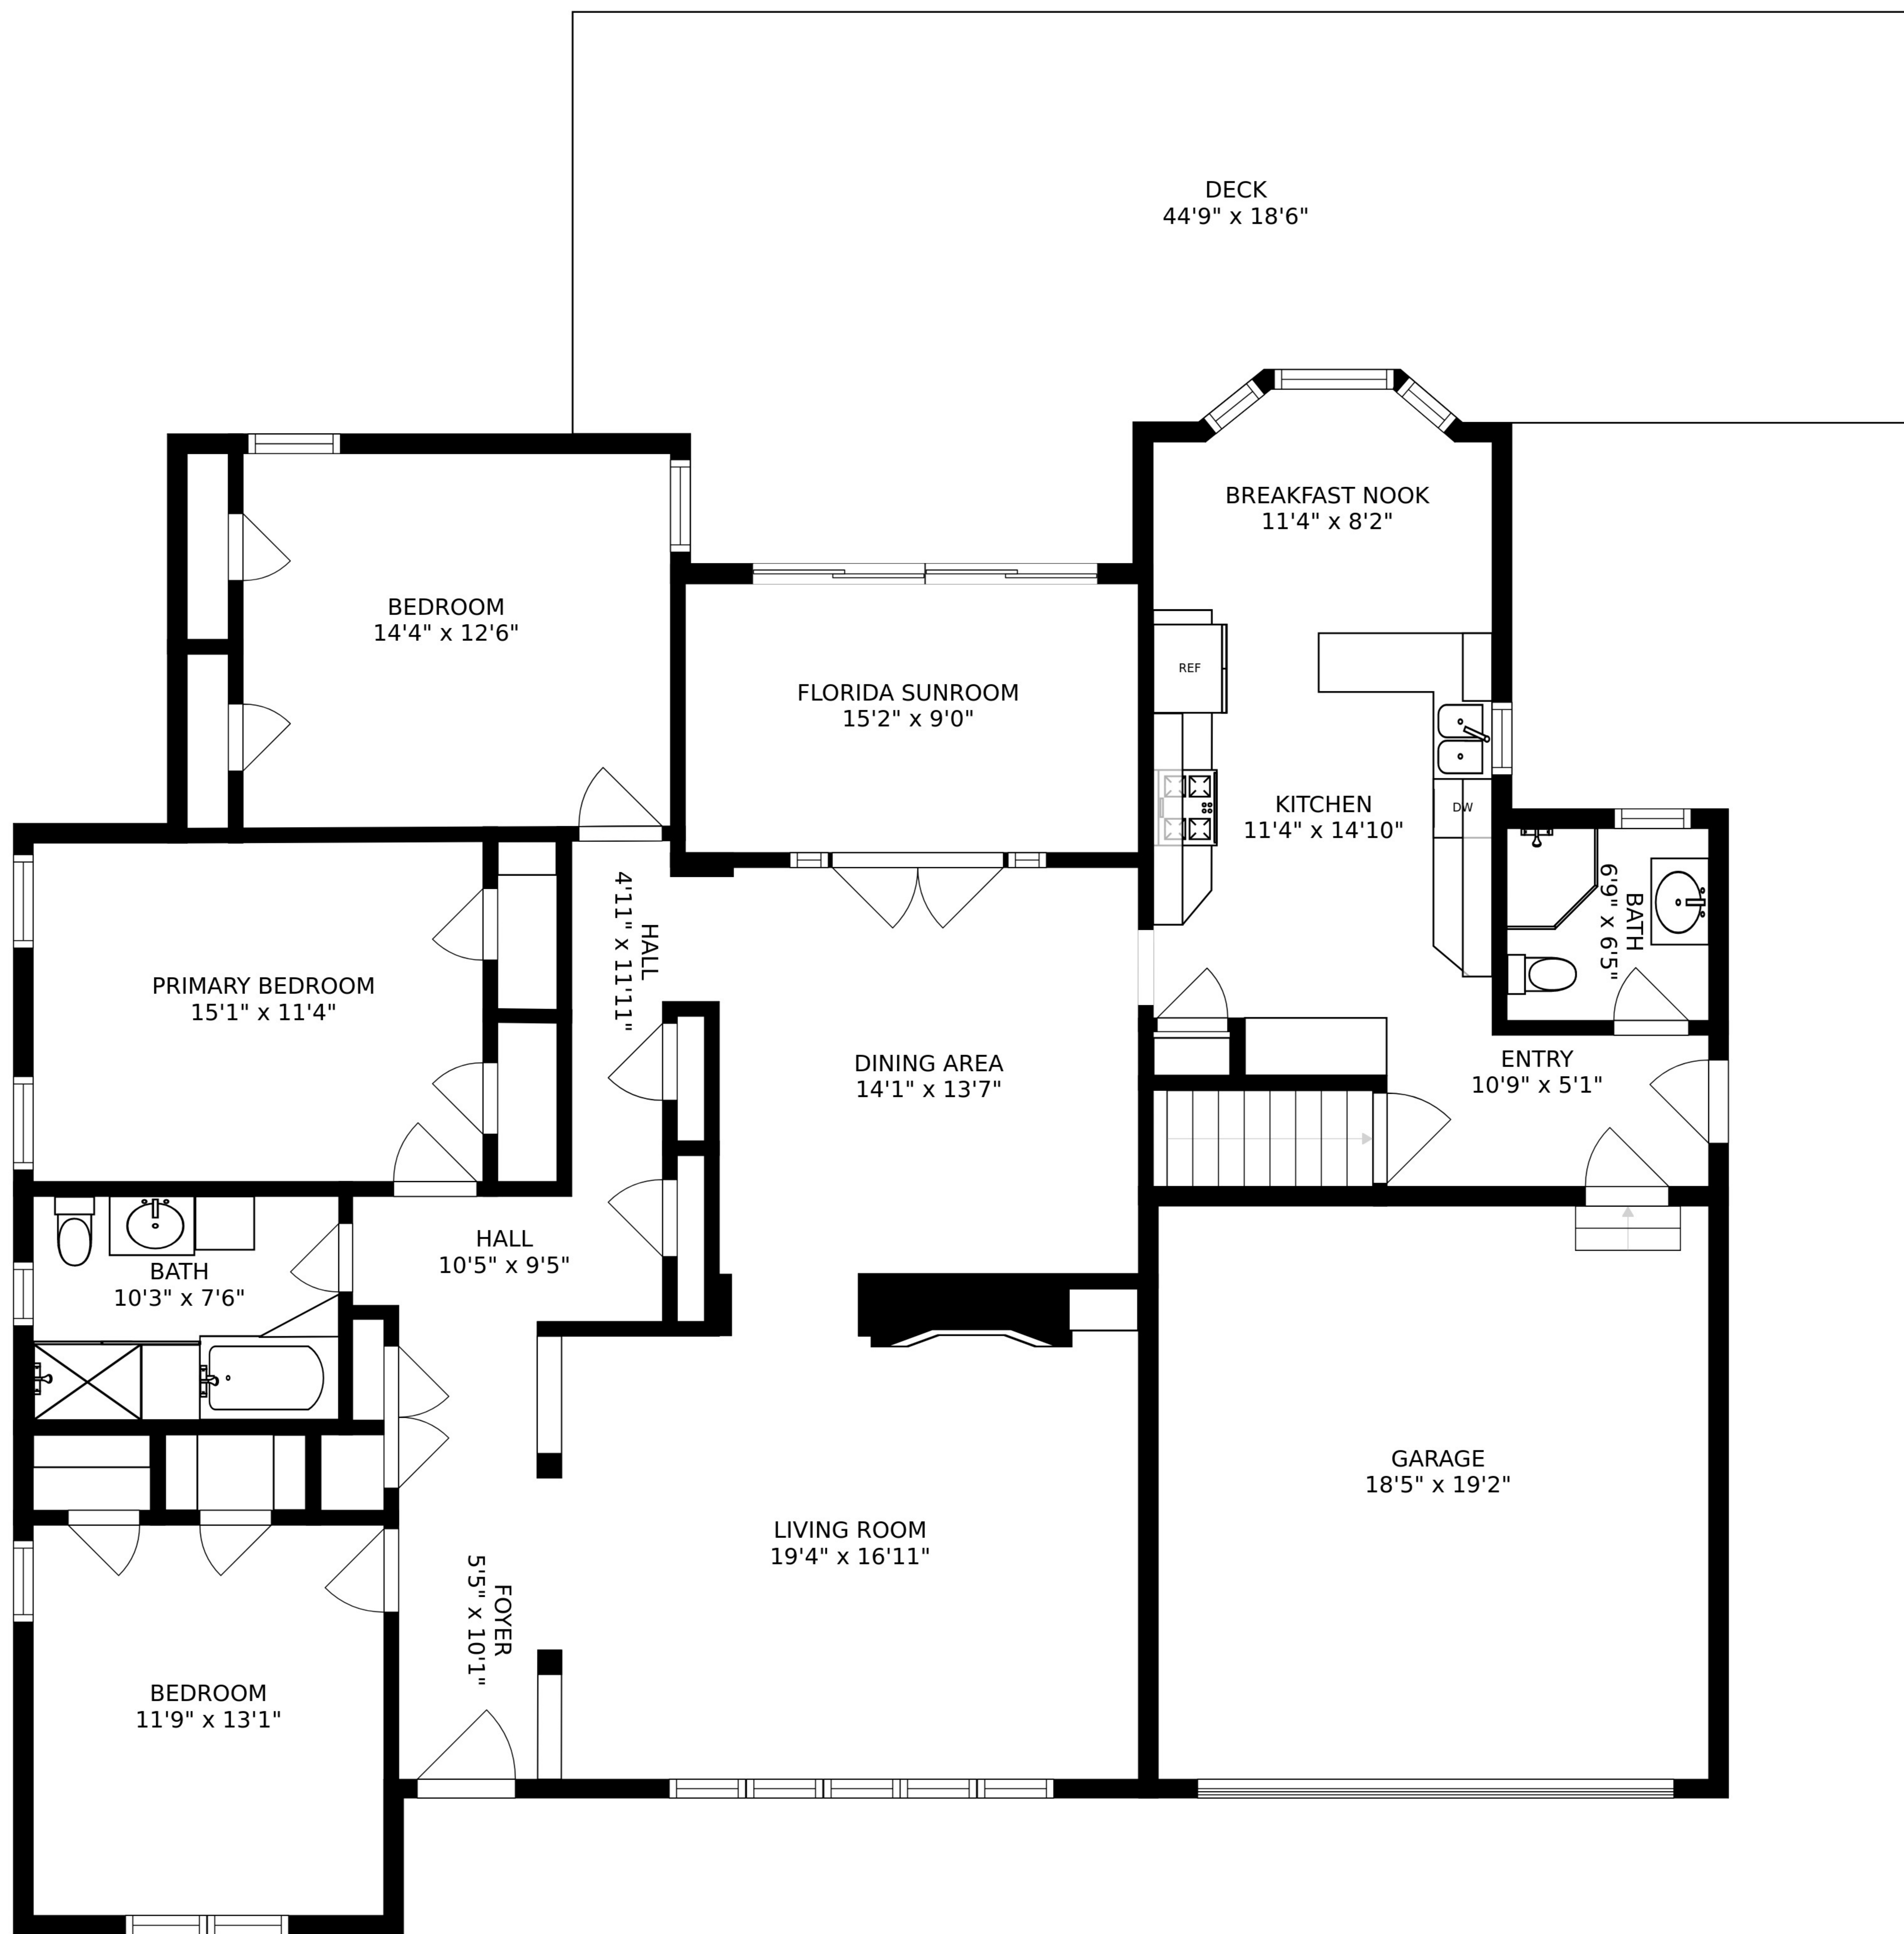 DECK
44'9" x 18'6"
BREAKFAST NOOK
11'4" x 8'2"
BEDROOM
14'4" x 12'6"
FLORIDA SUNROOM
15'2" x 9'0"
REF
KITCHEN
11'4" x 14'10"
DW
BATH
6'9" x 6'5"
HALL
4'11" x 11'11"
PRIMARY BEDROOM
15'1" x 11'4"
DINING AREA
14'1" x 13'7"
ENTRY
10'9" x 5'1"
HALL
10'5" x 9'5"
BATH
10'3" x 7'6"
GARAGE
18'5" x 19'2"
LIVING ROOM
19'4" x 16'11"
FOYER
5'5" x 10'1"
BEDROOM
11'9" x 13'1"